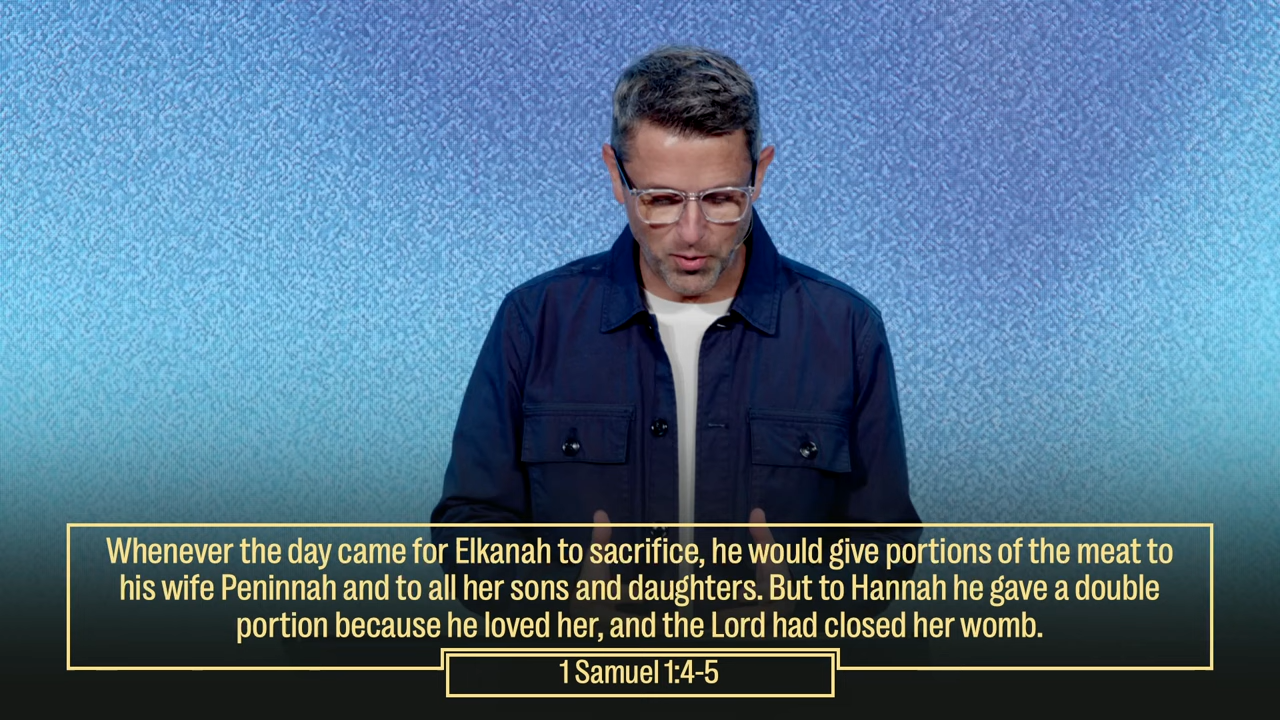 Whenever the day came for Elkanah to sacrifice, he would give portions of the meat to
his wife Peninnah and to all her sons and daughters. But to Hannah he gave a double
portion because he loved her, and the Lord had closed her womb.
1 Samuel 1:4-5